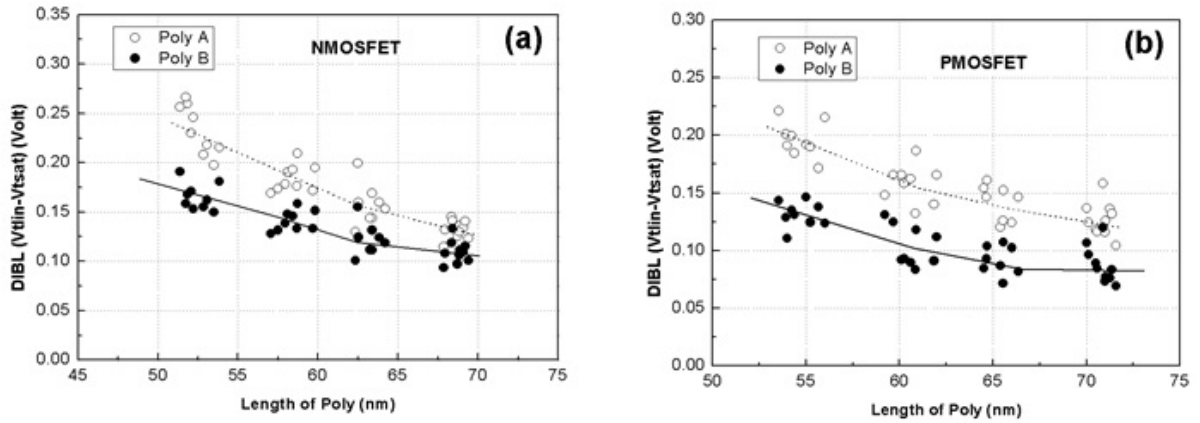 (a)
NMOSFET
Poly A
Poly B
DIBL (Vtlin-Vtsat) (Volt)
0.35
0.30
0.25
0.20
0.15
0.10
0.05
0.00
45 50 55 60 65 70 75
Length of Poly (nm)
(b)
PMOSFET
Poly A
Poly B
DIBL (Vtlin-Vtsat) (Volt)
0.30
0.25
0.20
0.15
0.10
0.05
0.00
50 55 60 65 70 75
Length of Poly (nm)